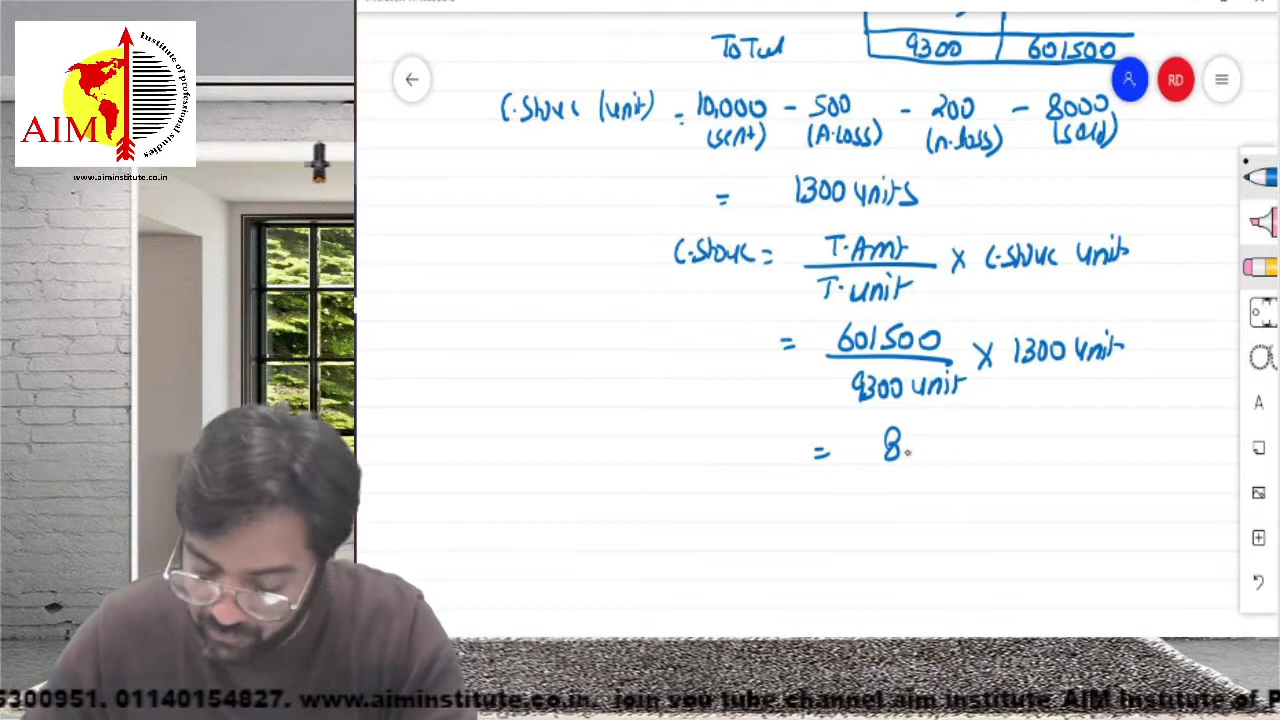 ToTal 9300 601500
C.Stock (unit) = 10,000 - 500 - 200 - 8000
(sent) (A.Loss) (n.loss) (sold)
= 1300 units
C.Stock = T.Amt / T.unit X C.stock unit
= 601500 / 9300 unit X 1300 unit
= 8
RD
A
AIM
Institute of professional studies
www.aiminstitute.co.in
5300951. 01140154827. www.aiminstitute.co.in. join you tube channel aim institute AIM Institute of P